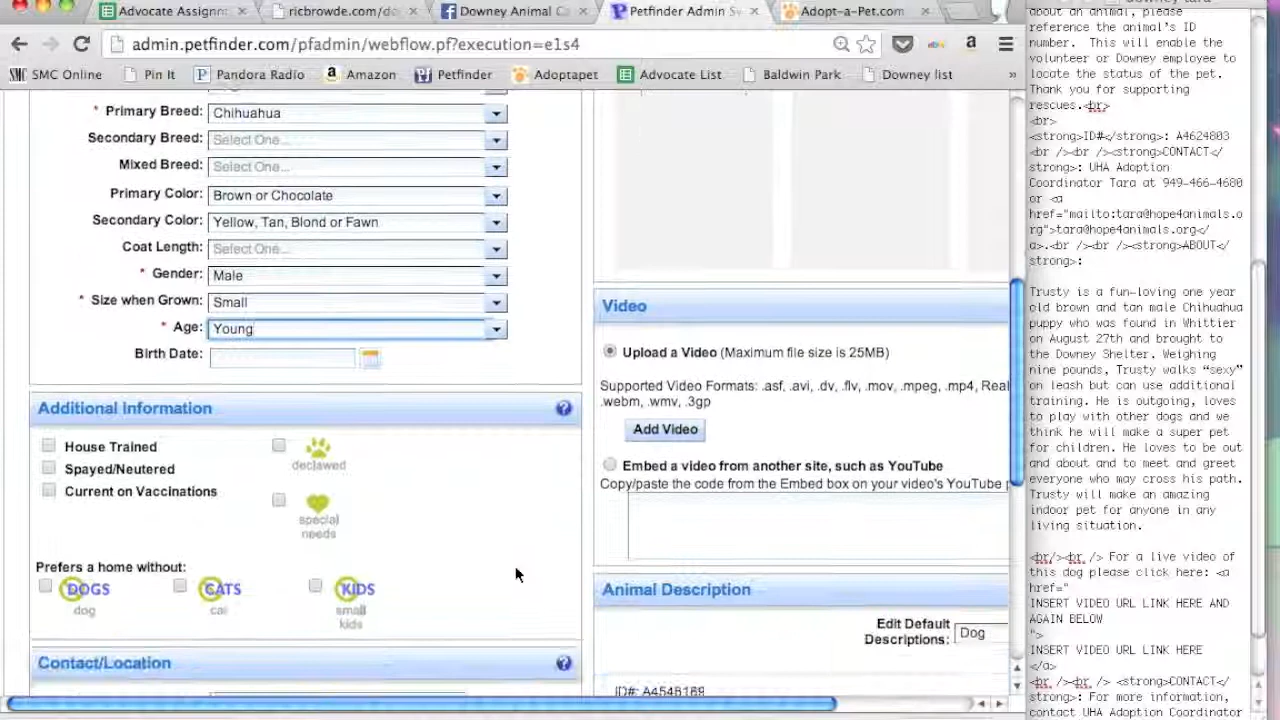 Advocate Assign
ricbrowde.com/d
Downey Animal C
Petfinder Admin Sy
Adopt-a-Pet.com
admin.petfinder.com/pfadmin/webflow.pf?execution=e1s4
SMC Online
Pin It
Pandora Radio
Amazon
Petfinder
Adoptapet
Advocate List
Baldwin Park
Downey list
»
* Primary Breed: Chihuahua
Secondary Breed: Select One...
Mixed Breed: Select One...
Primary Color: Brown or Chocolate
Secondary Color: Yellow, Tan, Blond or Fawn
Coat Length: Select One...
* Gender: Male
* Size when Grown: Small
* Age: Young
Birth Date:
Additional Information
House Trained
Spayed/Neutered
Current on Vaccinations
declawed
special
needs
Prefers a home without:
DOGS
dog
CATS
cat
KIDS
small
kids
Contact/Location
Video
Upload a Video (Maximum file size is 25MB)
Supported Video Formats: .asf, .avi, .dv, .flv, .mov, .mpeg, .mp4, Real
.webm, .wmv, .3gp
Add Video
Embed a video from another site, such as YouTube
Copy/paste the code from the Embed box on your video's YouTube
Animal Description
Edit Default
Descriptions: Dog
about an animal, please
reference the animal's ID
number. This will enable the
volunteer or Downey employee to
locate the status of the pet.
Thank you for supporting
rescues.<br>
<br>
<strong>ID#</strong>: A4624803
<br /><br /><strong>CONTACT</
strong>: UHA Adoption
Coordinator Tara at 949-466-4680
or <a
href="mailto:tara@hope4animals.o
rg">tara@hope4animals.org</
a>.<br /><br /><strong>ABOUT</
strong>:
Trusty is a fun-loving one year
old brown and tan male Chihuahua
puppy who was found in Whittier
on August 27th and brought to
the Downey Shelter. Weighing
nine pounds, Trusty walks “sexy”
on leash but can use additional
training. He is outgoing, loves
to play with other dogs and we
think he will make a super pet
for children. He loves to be out
and about and to meet and greet
everyone who may cross his path.
Trusty will make an amazing
indoor pet for anyone in any
living situation.
<br/><br /> For a live video of
this dog please click here: <a
href="
INSERT VIDEO URL LINK HERE AND
AGAIN BELOW
">
INSERT VIDEO URL LINK HERE
</a>
<br /><br /> <strong>CONTACT</
strong>: For more information,
contact UHA Adoption Coordinator